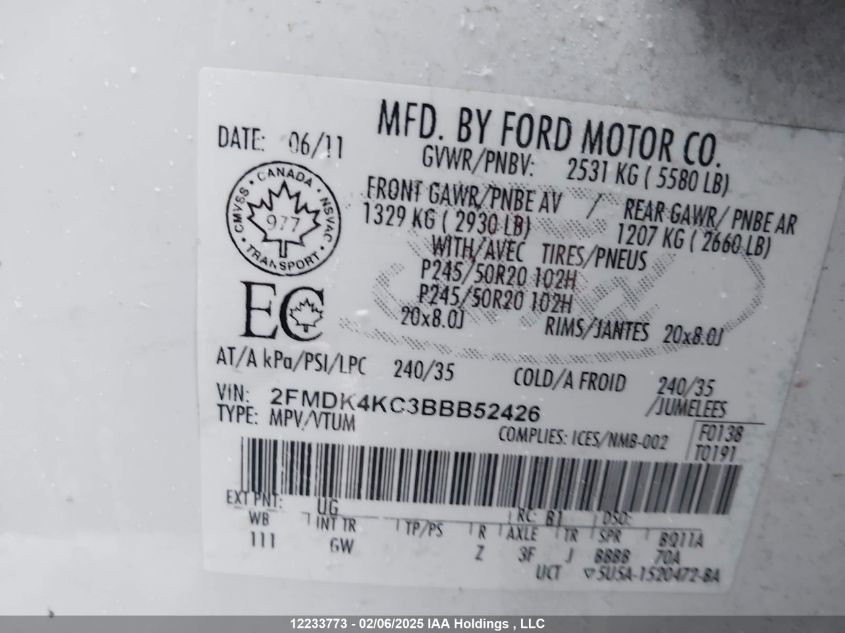 MFD. BY FORD MOTOR CO.
DATE: 06/11
GVWR/PNBV: 2531 KG ( 5580 LB)
FRONT GAWR/PNBE AV / REAR GAWR/ PNBE AR
1329 KG ( 2930 LB) 1207 KG ( 2660 LB)
WITH/AVEC TIRES/PNEUS
P245/50R20 102H
P245/50R20 102H
20x8.0J RIMS/JANTES 20x8.0J
CMVSS • CANADA • NSVAC • TRANSPORT •
977
EC
AT/A kPa/PSI/LPC 240/35 COLD/A FROID 240/35
VIN: 2FMDK4KC3BBB52426 /JUMELEES
TYPE: MPV/VTUM
COMPLIES: ICES/NMB-002
F0138
T0191
EXT PNT: UG RC: B1 DSO:
WB INT TR TP/PS R AXLE TR SPR BQ11A
111 GW Z 3F J BBBB 70A
UCT ▽5U5A-1520472-BA
12233773 - 02/06/2025 IAA Holdings , LLC